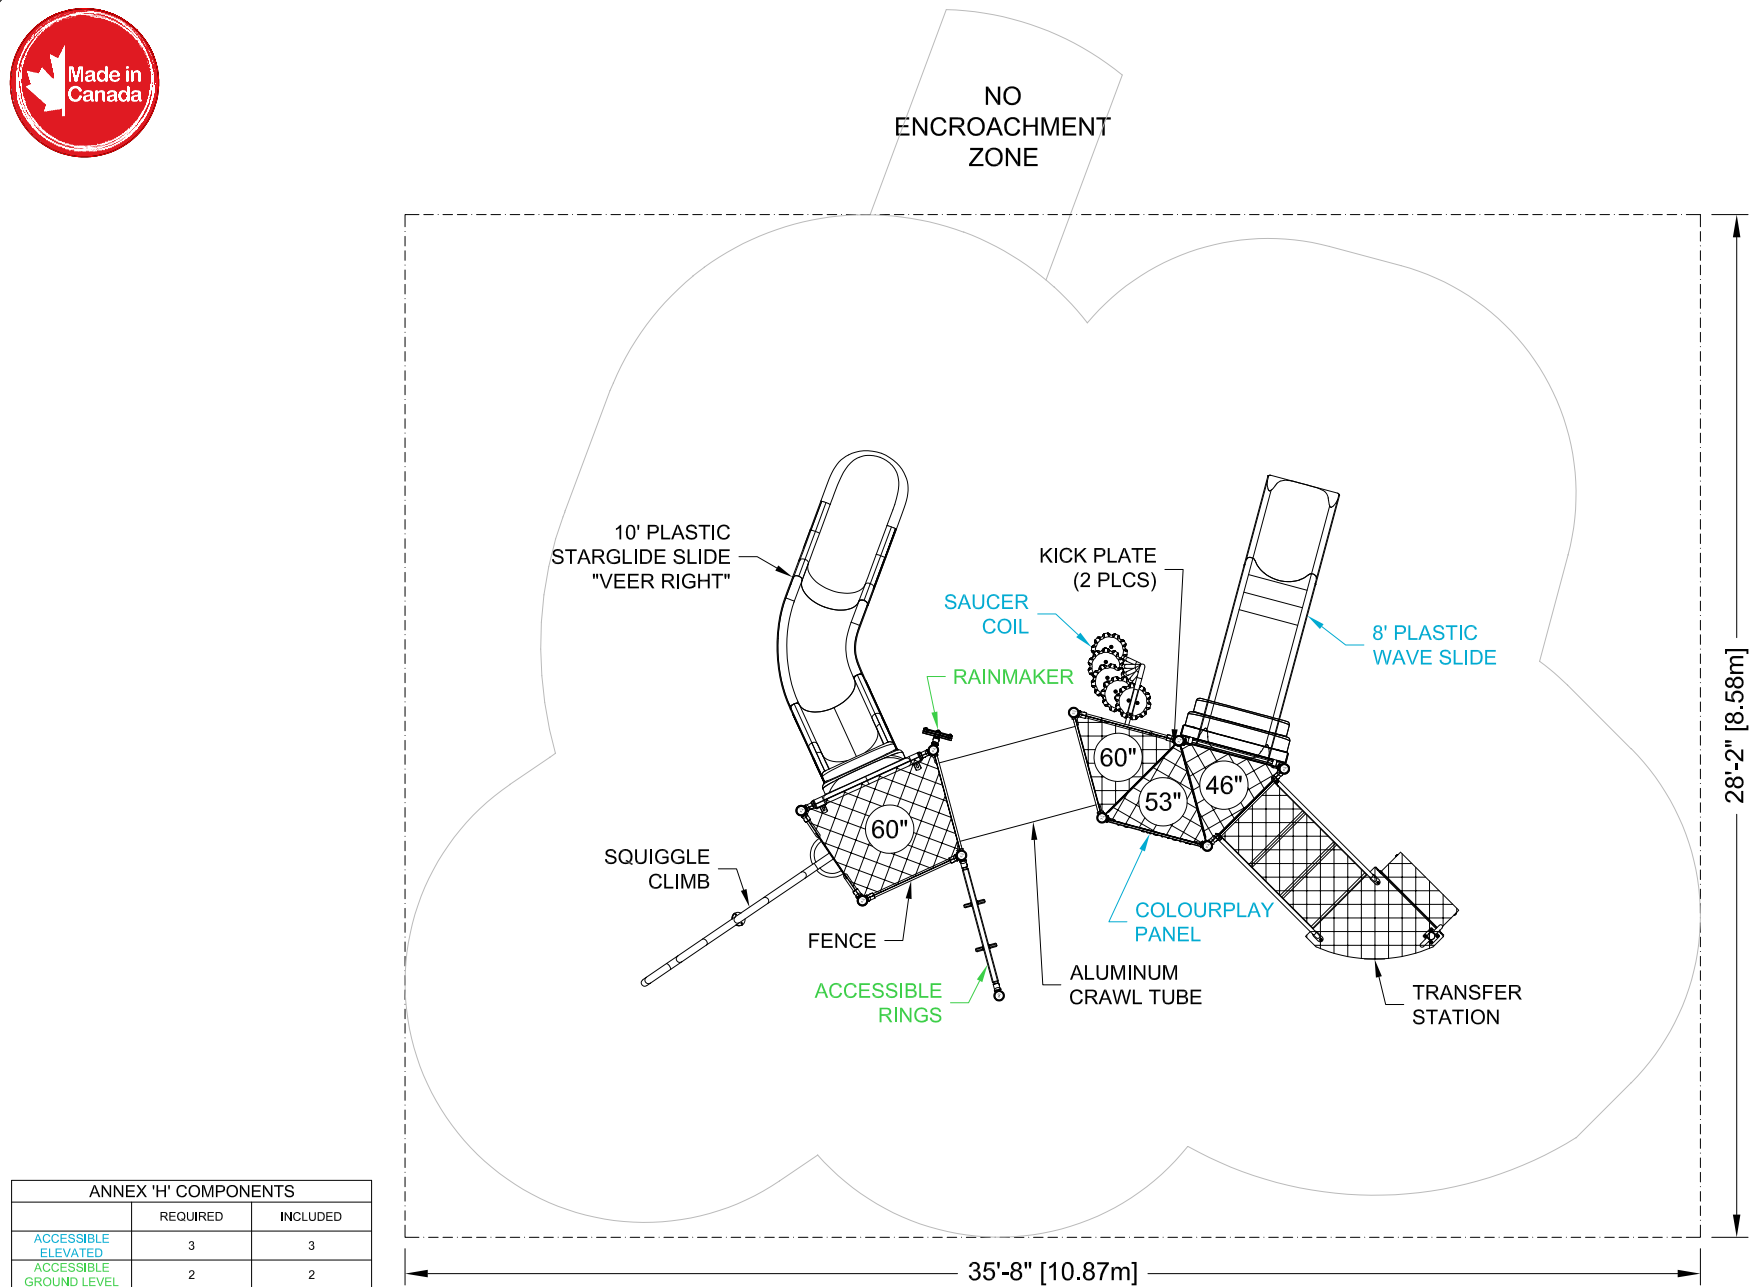 Made in
Canada
NO
ENCROACHMENT
ZONE
10' PLASTIC
STARGLIDE SLIDE
"VEER RIGHT"
KICK PLATE
(2 PLCS)
SAUCER
COIL
8' PLASTIC
WAVE SLIDE
RAINMAKER
28'-2" [8.58m]
60"
53"
46"
60"
SQUIGGLE
CLIMB
FENCE
COLOURPLAY
PANEL
ACCESSIBLE
RINGS
ALUMINUM
CRAWL TUBE
TRANSFER
STATION
ANNEX 'H' COMPONENTS
REQUIRED INCLUDED
ACCESSIBLE
ELEVATED 3 3
ACCESSIBLE
GROUND LEVEL 2 2
35'-8" [10.87m]